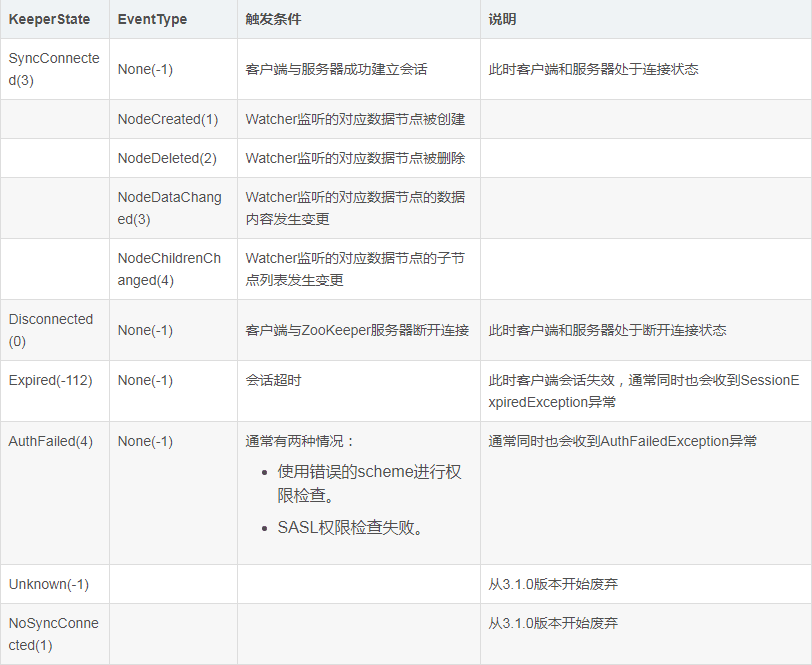 KeeperState EventType 触发条件 说明
SyncConnecte
d(3)
None(-1)
客户端与服务器成功建立会话
此时客户端和服务器处于连接状态
NodeCreated(1)
Watcher监听的对应数据节点被创建
NodeDeleted(2)
Watcher监听的对应数据节点被删除
NodeDataChang
ed(3)
Watcher监听的对应数据节点的数据
内容发生变更
NodeChildrenCh
anged(4)
Watcher监听的对应数据节点的子节
点列表发生变更
Disconnected
(0)
None(-1)
客户端与ZooKeeper服务器断开连接
此时客户端和服务器处于断开连接状态
Expired(-112)
None(-1)
会话超时
此时客户端会话失效，通常同时也会收到SessionE
xpiredException异常
AuthFailed(4)
None(-1)
通常有两种情况：
• 使用错误的scheme进行权
限检查。
• SASL权限检查失败。
通常同时也会收到AuthFailedException异常
Unknown(-1)
从3.1.0版本开始废弃
NoSyncConne
cted(1)
从3.1.0版本开始废弃